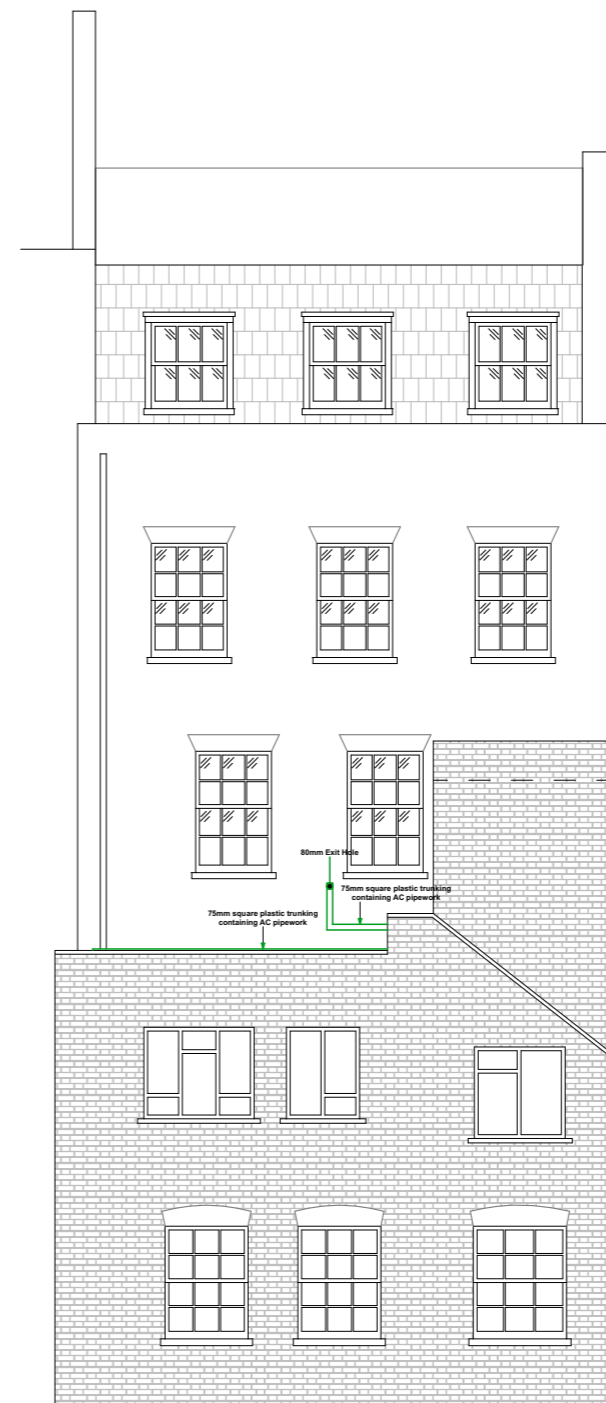 80mm Exit Hole
75mm square plastic trunking
containing AC pipework
75mm square plastic trunking
containing AC pipework